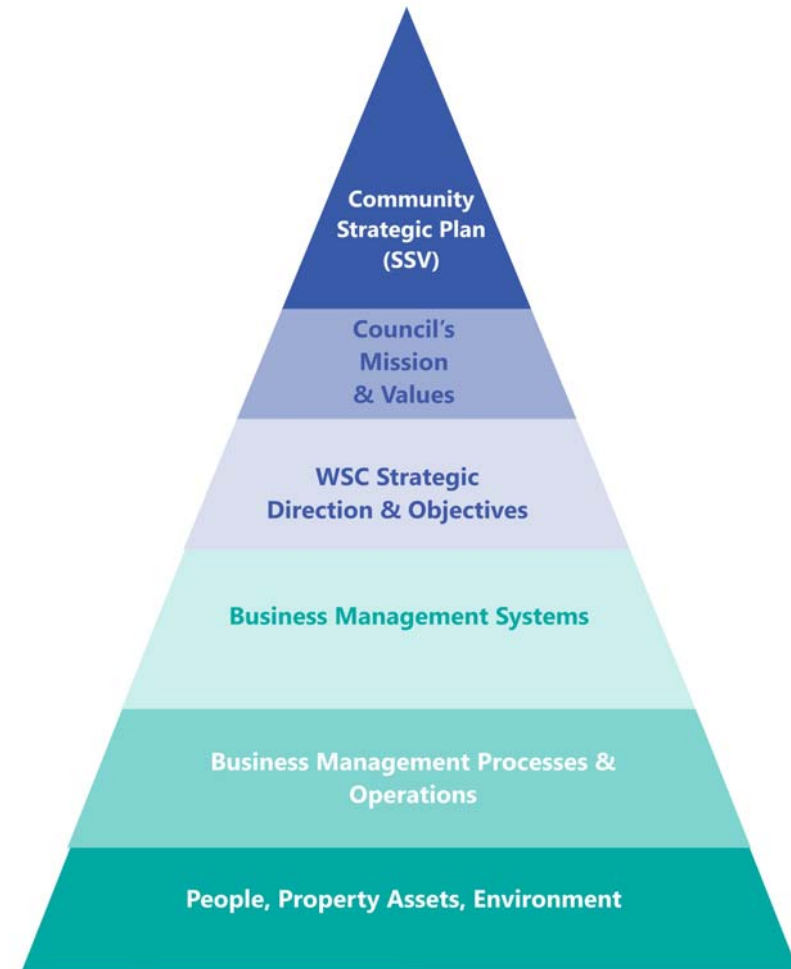 Community
Strategic Plan
(SSV)
Council’s
Mission
& Values
WSC Strategic
Direction & Objectives
Business Management Systems
Business Management Processes &
Operations
People, Property Assets, Environment